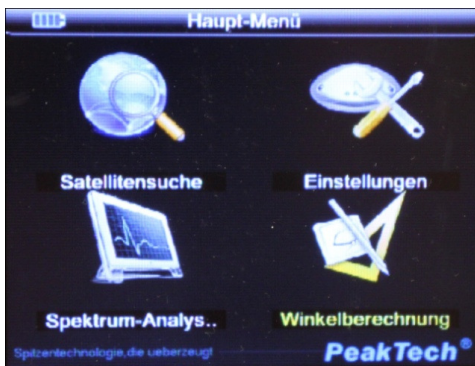 Haupt-Menü
Satellitensuche
Einstellungen
Spektrum-Analys..
Winkelberechnung
Spitzentechnologie,die ueberzeugt
PeakTech®